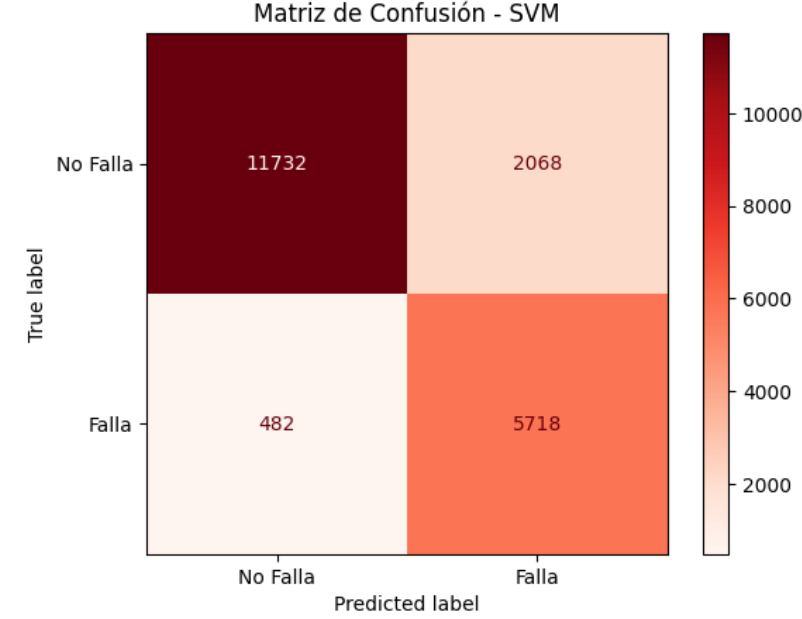 Matriz de Confusión - SVM
True label
No Falla
11732
2068
Falla
482
5718
No Falla
Falla
Predicted label
10000
8000
6000
4000
2000